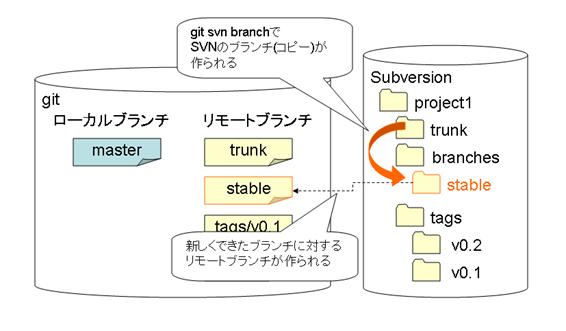 git svn branchで
SVNのブランチ(コピー)が
作られる
git
ローカルブランチ
リモートブランチ
master
trunk
stable
tags/v0.1
新しくできたブランチに対する
リモートブランチが作られる
Subversion
project1
trunk
branches
stable
tags
v0.2
v0.1